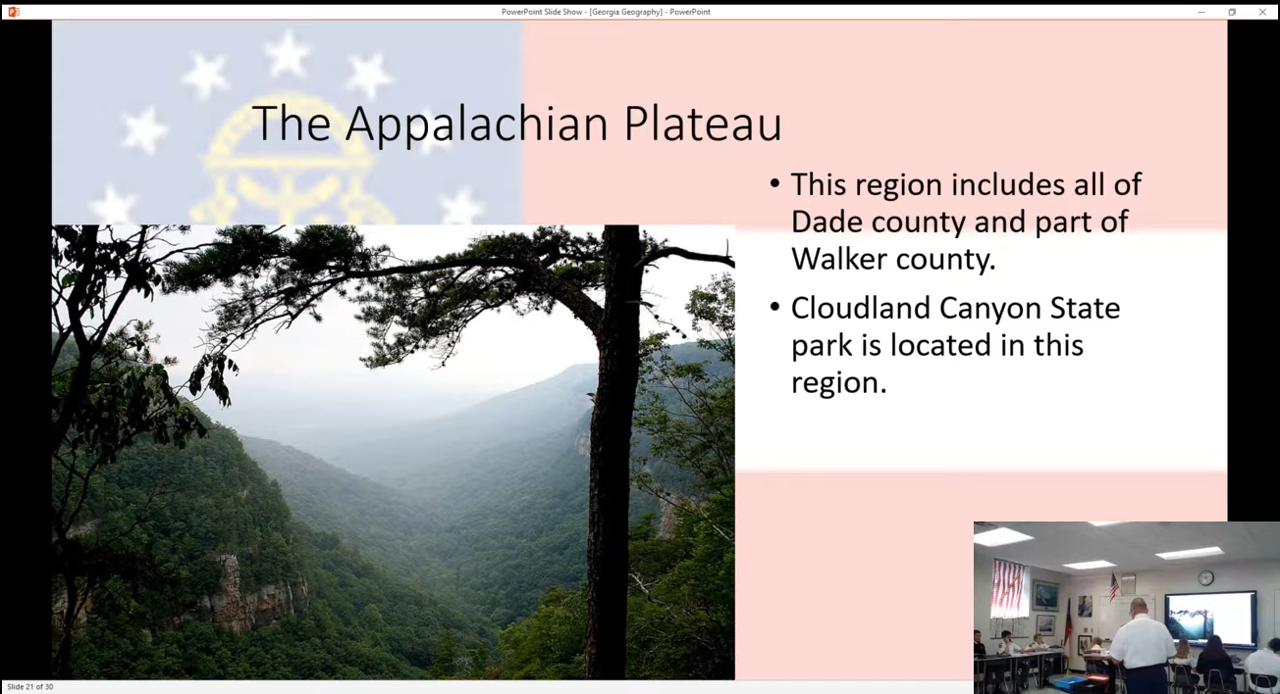 PowerPoint Slide Show - [Georgia Geography] - PowerPoint
The Appalachian Plateau
• This region includes all of
Dade county and part of
Walker county.
• Cloudland Canyon State
park is located in this
region.
Slide 21 of 30